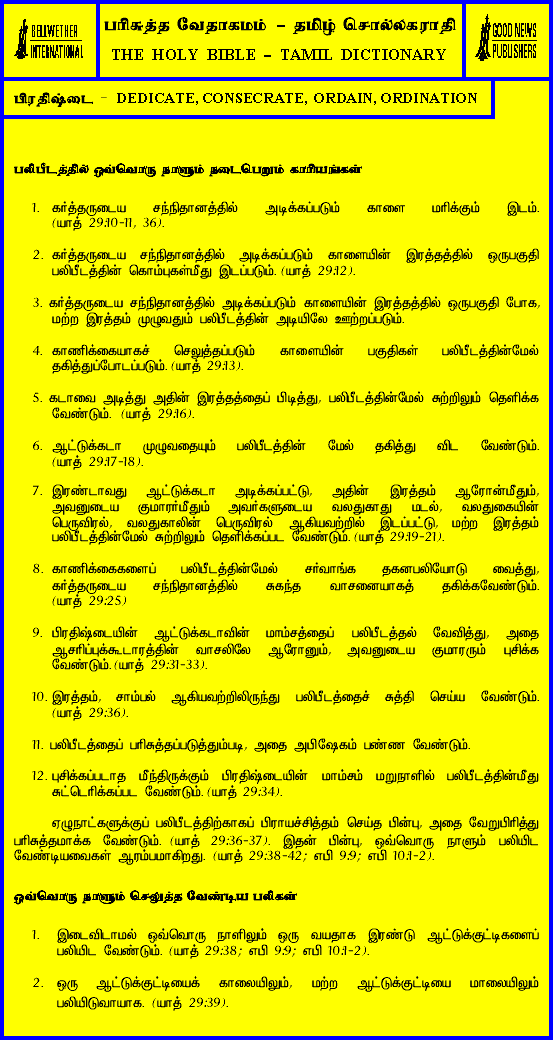 BELLWETHER
INTERNATIONAL
பரிசுத்த வேதாகமம் – தமிழ் சொல்லகராதி
THE HOLY BIBLE – TAMIL DICTIONARY
GOOD NEWS
PUBLISHERS
பிரதிஷ்டை – DEDICATE, CONSECRATE, ORDAIN, ORDINATION
பலிபீடத்தில் ஒவ்வொரு நாளும் நடைபெறும் காரியங்கள்
1. கர்த்தருடைய சந்நிதானத்தில் அடிக்கப்படும் காளை மரிக்கும் இடம்.
(யாத் 29:10-11, 36).
2. கர்த்தருடைய சந்நிதானத்தில் அடிக்கப்படும் காளையின் இரத்தத்தில் ஒருபகுதி
பலிபீடத்தின் கொம்புகள்மீது இடப்படும். (யாத் 29:12).
3. கர்த்தருடைய சந்நிதானத்தில் அடிக்கப்படும் காளையின் இரத்தத்தில் ஒருபகுதி போக,
மற்ற இரத்தம் முழுவதும் பலிபீடத்தின் அடியிலே ஊற்றப்படும்.
4. காணிக்கையாகச் செலுத்தப்படும் காளையின் பகுதிகள் பலிபீடத்தின்மேல்
தகித்துப்போடப்படும். (யாத் 29:13).
5. கடாவை அடித்து அதின் இரத்தத்தைப் பிடித்து, பலிபீடத்தின்மேல் சுற்றிலும் தெளிக்க
வேண்டும். (யாத் 29:16).
6. ஆட்டுக்கடா முழுவதையும் பலிபீடத்தின் மேல் தகித்து விட வேண்டும்.
(யாத் 29:17-18).
7. இரண்டாவது ஆட்டுக்கடா அடிக்கப்பட்டு, அதின் இரத்தம் ஆரோன்மீதும்,
அவனுடைய குமாரர்மீதும் அவர்களுடைய வலதுகாது மடல், வலதுகையின்
பெருவிரல், வலதுகாலின் பெருவிரல் ஆகியவற்றில் இடப்பட்டு, மற்ற இரத்தம்
பலிபீடத்தின்மேல் சுற்றிலும் தெளிக்கப்பட வேண்டும். (யாத் 29:19-21).
8. காணிக்கைகளைப் பலிபீடத்தின்மேல் சர்வாங்க தகனபலியோடு வைத்து,
கர்த்தருடைய சந்நிதானத்தில் சுகந்த வாசனையாகத் தகிக்கவேண்டும்.
(யாத் 29:25)
9. பிரதிஷ்டையின் ஆட்டுக்கடாவின் மாம்சத்தைப் பலிபீடத்தல் வேவித்து, அதை
ஆசரிப்புக்கூடாரத்தின் வாசலிலே ஆரோனும், அவனுடைய குமாரரும் புசிக்க
வேண்டும். (யாத் 29:31-33).
10. இரத்தம், சாம்பல் ஆகியவற்றிலிருந்து பலிபீடத்தைச் சுத்தி செய்ய வேண்டும்.
(யாத் 29:36).
11. பலிபீடத்தைப் பரிசுத்தப்படுத்தும்படி, அதை அபிஷேகம் பண்ண வேண்டும்.
12. புசிக்கப்படாத மீந்திருக்கும் பிரதிஷ்டையின் மாம்சம் மறுநாளில் பலிபீடத்தின்மீது
சுட்டெரிக்கப்பட வேண்டும். (யாத் 29:34).
ஏழுநாட்களுக்குப் பலிபீடத்திற்காகப் பிராயச்சித்தம் செய்த பின்பு, அதை வேறுபிரித்து
பரிசுத்தமாக்க வேண்டும். (யாத் 29:36-37). இதன் பின்பு, ஒவ்வொரு நாளும் பலியிட
வேண்டியவைகள் ஆரம்பமாகிறது. (யாத் 29:38-42; எபி 9:9; எபி 10:1-2).
ஒவ்வொரு நாளும் செலுத்த வேண்டிய பலிகள்
1. இடைவிடாமல் ஒவ்வொரு நாளிலும் ஒரு வயதாக இரண்டு ஆட்டுக்குட்டிகளைப்
பலியிட வேண்டும். (யாத் 29:38; எபி 9:9; எபி 10:1-2).
2. ஒரு ஆட்டுக்குட்டியைக் காலையிலும், மற்ற ஆட்டுக்குட்டியை மாலையிலும்
பலியிடுவாயாக. (யாத் 29:39).